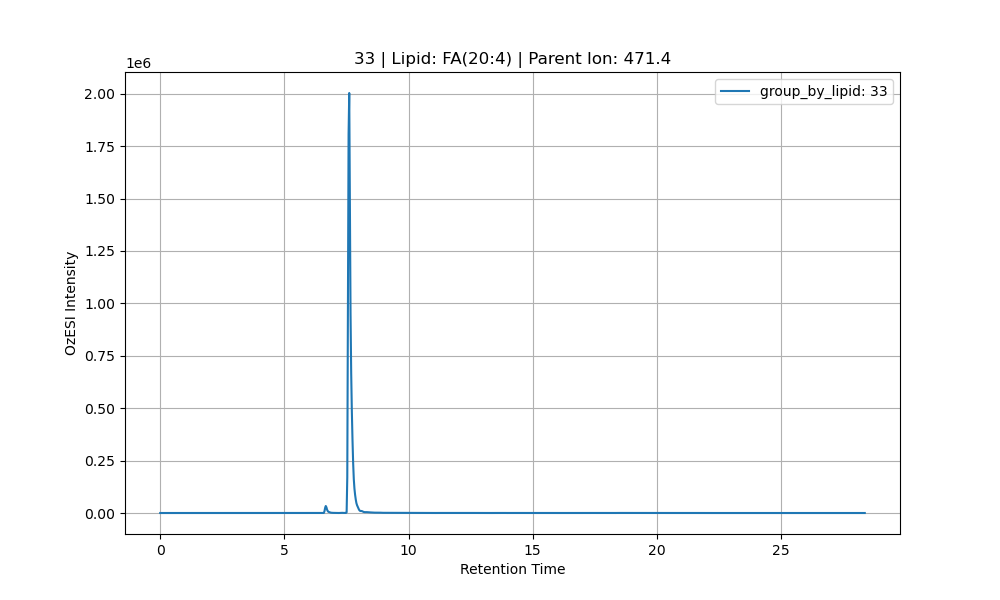 33 | Lipid: FA(20:4) | Parent Ion: 471.4
1e6
group_by_lipid: 33
2.00
1.75
1.50
1.25
1.00
0.75
0.50
0.25
0.00
OzESI Intensity
0 5 10 15 20 25
Retention Time